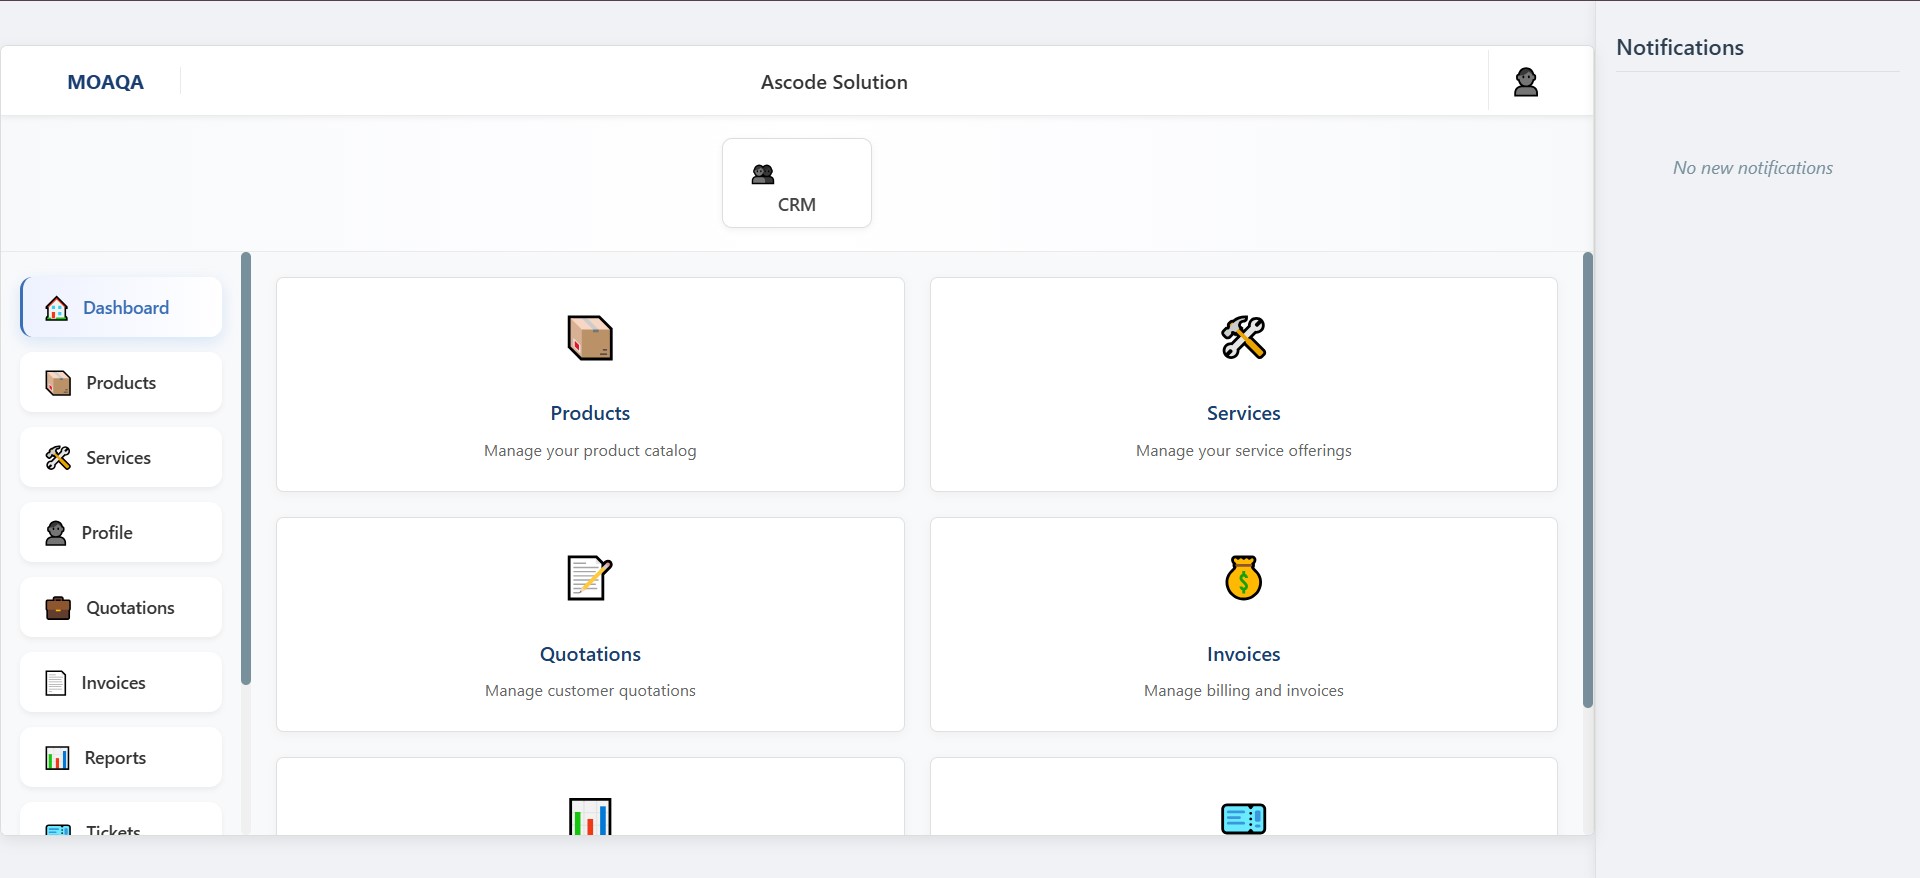 MOAQA
Ascode Solution
Notifications
No new notifications
CRM
Dashboard
Products
Services
Profile
Quotations
Invoices
Reports
Tickets
Products
Manage your product catalog
Services
Manage your service offerings
Quotations
Manage customer quotations
Invoices
Manage billing and invoices